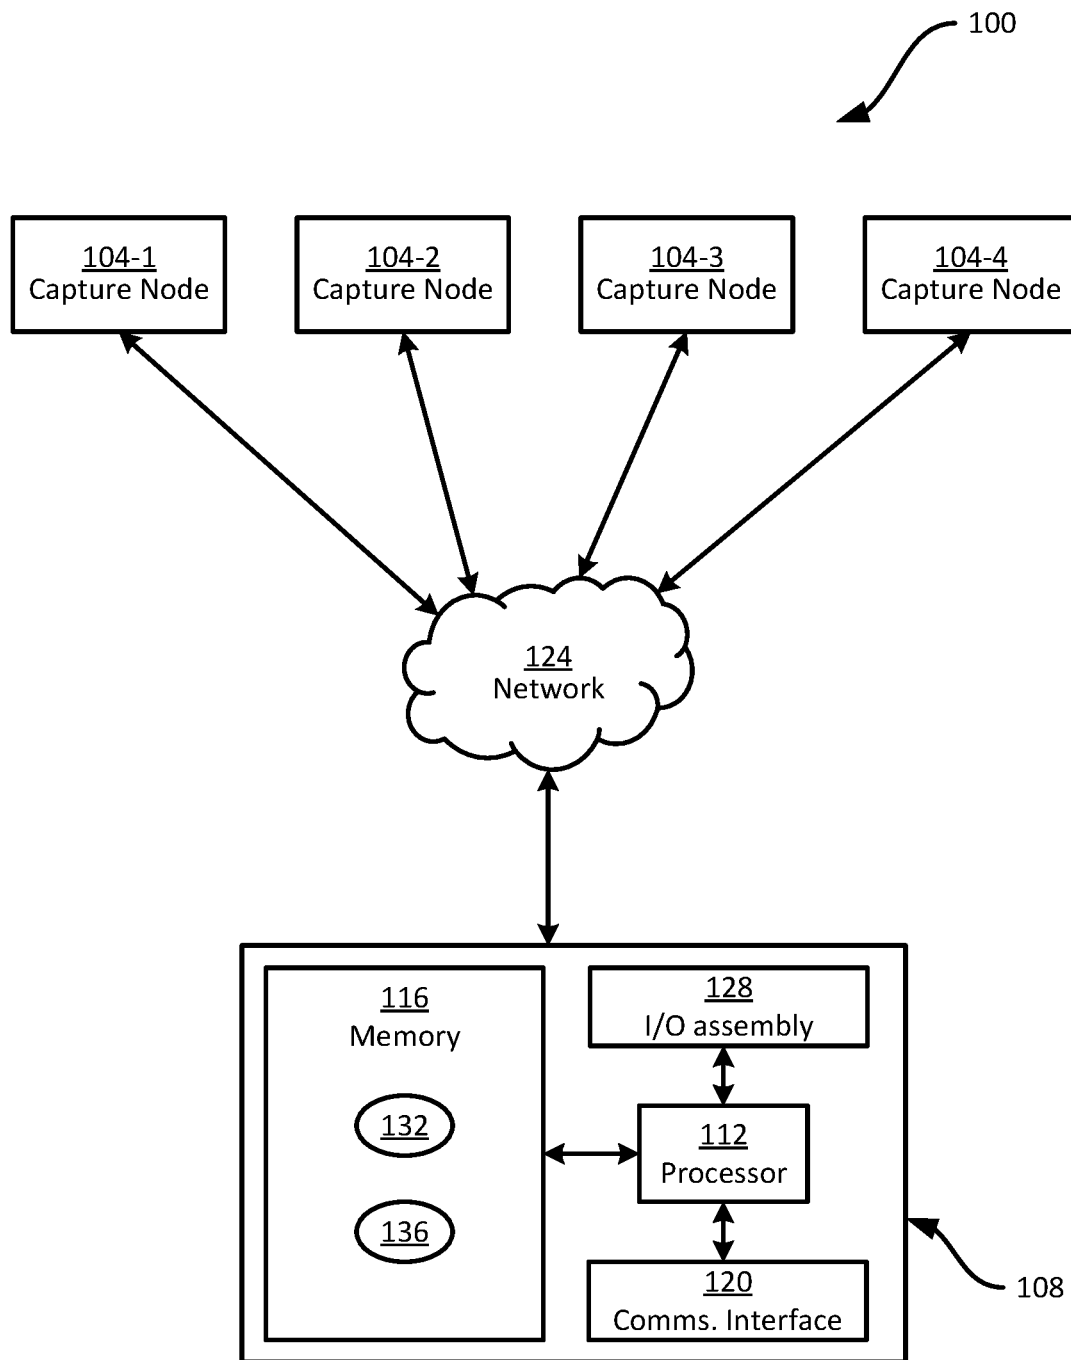 100
104-1
Capture Node
104-2
Capture Node
104-3
Capture Node
104-4
Capture Node
124
Network
116
Memory
132
136
128
I/O assembly
112
Processor
120
Comms. Interface
108